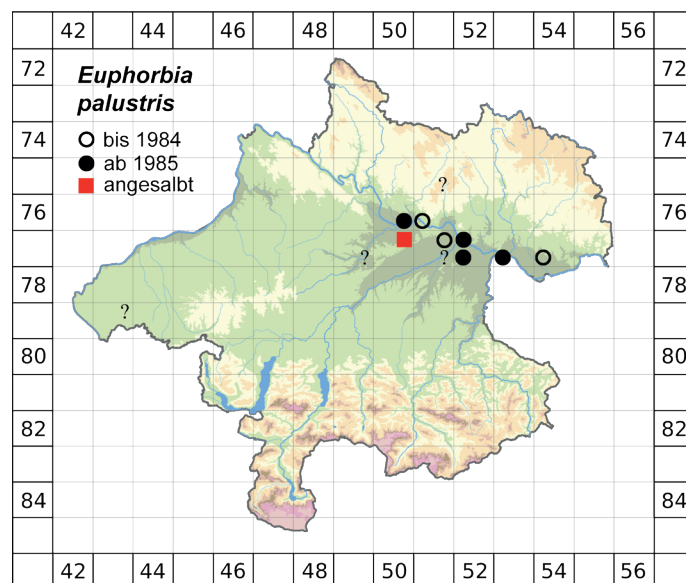 42 44 46 48 50 52 54 56
72 72
Euphorbia
palustris
bis 1984
74 74
ab 1985
angesalbt
?
76 76
? ?
78 78
?
80 80
82 82
84 84
42 44 46 48 50 52 54 56